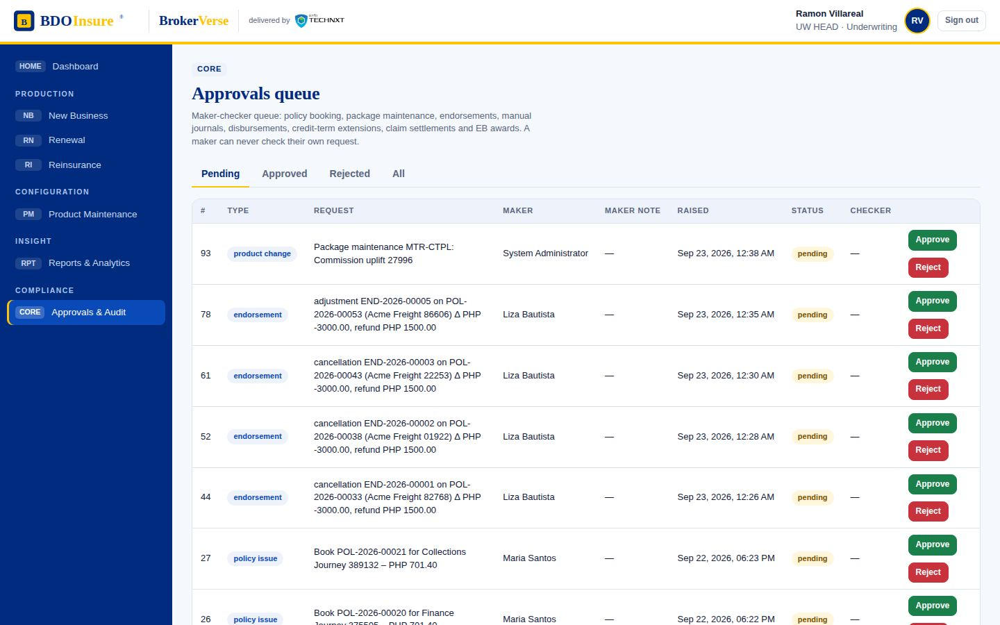 B BDOInsure ® BrokerVerse delivered by TECHNXT
Ramon Villareal
UW HEAD · Underwriting
RV
Sign out
HOME Dashboard
PRODUCTION
NB New Business
RN Renewal
RI Reinsurance
CONFIGURATION
PM Product Maintenance
INSIGHT
RPT Reports & Analytics
COMPLIANCE
CORE Approvals & Audit
CORE
Approvals queue
Maker-checker queue: policy booking, package maintenance, endorsements, manual
journals, disbursements, credit-term extensions, claim settlements and EB awards. A
maker can never check their own request.
Pending Approved Rejected All
# TYPE REQUEST MAKER MAKER NOTE RAISED STATUS CHECKER
93 product change Package maintenance MTR-CTPL:
Commission uplift 27996
System Administrator — Sep 23, 2026, 12:38 AM pending —
Approve
Reject
78 endorsement adjustment END-2026-00005 on POL-
2026-00053 (Acme Freight 86606) Δ PHP
-3000.00, refund PHP 1500.00
Liza Bautista — Sep 23, 2026, 12:35 AM pending —
Approve
Reject
61 endorsement cancellation END-2026-00003 on POL-
2026-00043 (Acme Freight 22253) Δ PHP
-3000.00, refund PHP 1500.00
Liza Bautista — Sep 23, 2026, 12:30 AM pending —
Approve
Reject
52 endorsement cancellation END-2026-00002 on POL-
2026-00038 (Acme Freight 01922) Δ PHP
-3000.00, refund PHP 1500.00
Liza Bautista — Sep 23, 2026, 12:28 AM pending —
Approve
Reject
44 endorsement cancellation END-2026-00001 on POL-
2026-00033 (Acme Freight 82768) Δ PHP
-3000.00, refund PHP 1500.00
Liza Bautista — Sep 23, 2026, 12:26 AM pending —
Approve
Reject
27 policy issue Book POL-2026-00021 for Collections
Journey 389132 – PHP 701.40
Maria Santos — Sep 22, 2026, 06:23 PM pending —
Approve
Reject
26 policy issue Book POL-2026-00020 for Finance
Journey 375505 – PHP 701.40
Maria Santos — Sep 22, 2026, 06:22 PM pending —
Approve